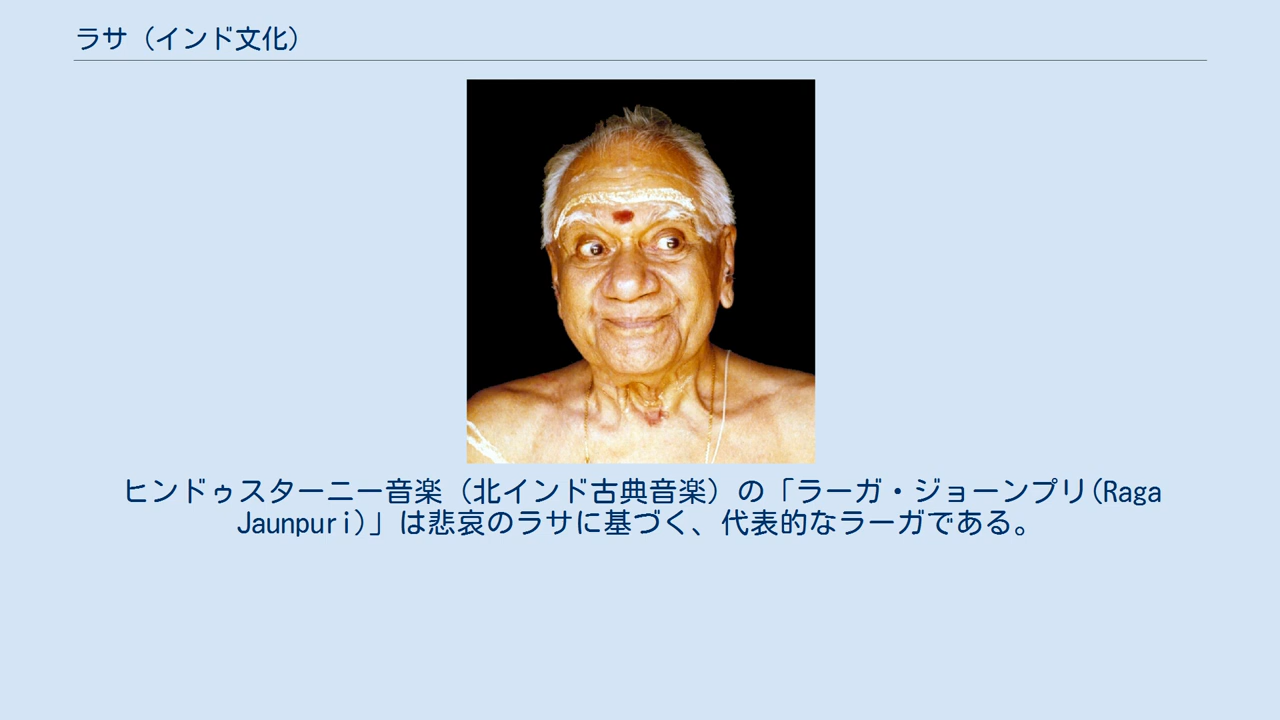 ラサ（インド文化）
ヒンドゥスターニー音楽（北インド古典音楽）の「ラーガ・ジョーンプリ(Raga
Jaunpuri)」は悲哀のラサに基づく、代表的なラーガである。